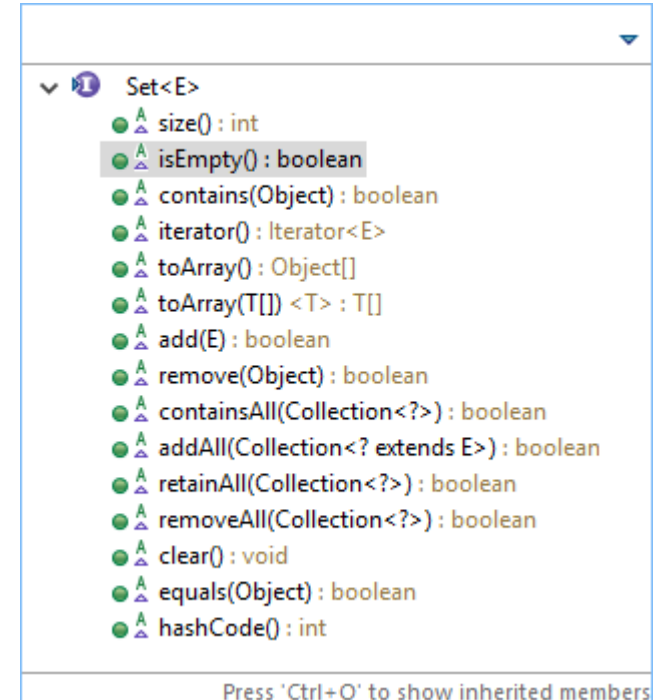 Set<E>
size() : int
isEmpty() : boolean
contains(Object) : boolean
iterator() : Iterator<E>
toArray() : Object[]
toArray(T[]) <T> : T[]
add(E) : boolean
remove(Object) : boolean
containsAll(Collection<?>) : boolean
addAll(Collection<? extends E>) : boolean
retainAll(Collection<?>) : boolean
removeAll(Collection<?>) : boolean
clear() : void
equals(Object) : boolean
hashCode() : int
Press 'Ctrl+O' to show inherited members